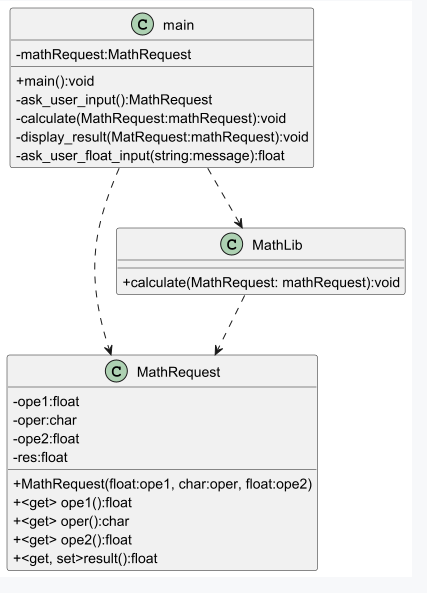 C main
-mathRequest:MathRequest
+main():void
-ask_user_input():MathRequest
-calculate(MathRequest:mathRequest):void
-display_result(MatRequest:mathRequest):void
-ask_user_float_input(string:message):float
C MathLib
+calculate(MathRequest: mathRequest):void
C MathRequest
-ope1:float
-oper:char
-ope2:float
-res:float
+MathRequest(float:ope1, char:oper, float:ope2)
+<get> ope1():float
+<get> oper():char
+<get> ope2():float
+<get, set>result():float